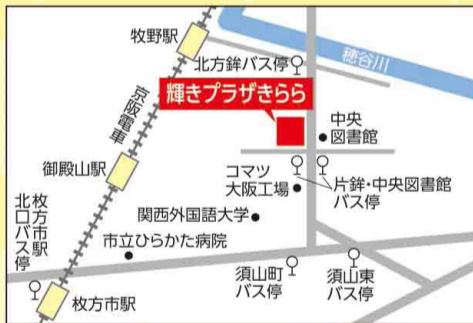 牧野駅
穂谷川
北方鉾バス停
輝きプラザきらら
京阪電車
中央
図書館
御殿山駅
コマツ
大阪工場
片鉾・中央図書館
バス停
関西外国語大学
枚方市駅
北口バス停
市立ひらかた病院
須山町
バス停
須山東
バス停
枚方市駅